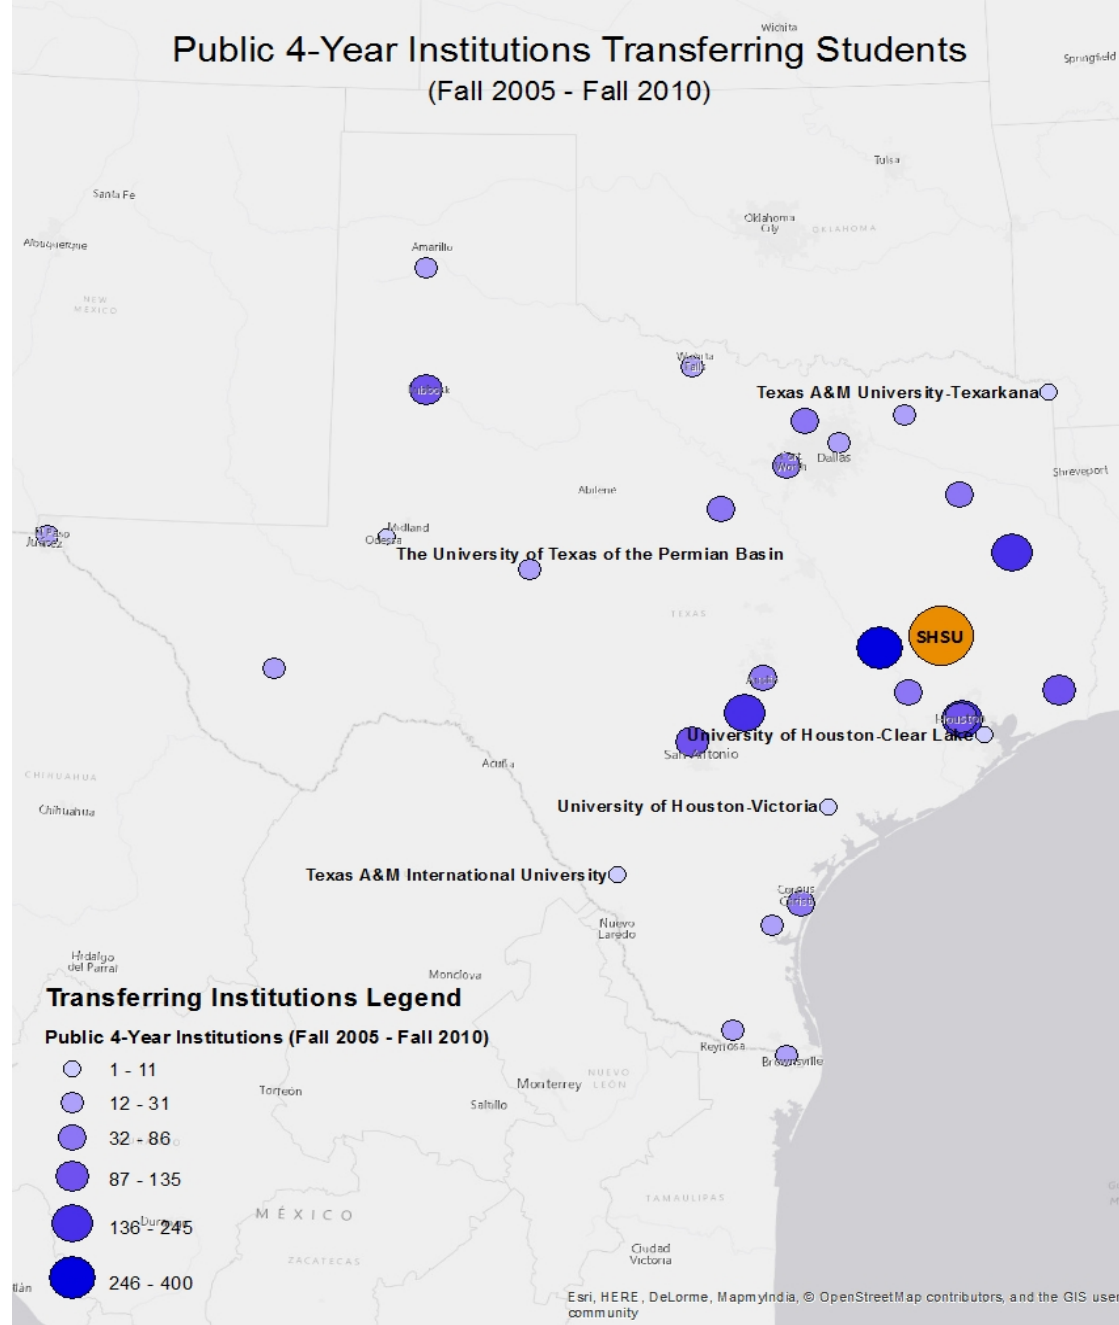 Wichita
Public 4-Year Institutions Transferring Students
Springfield
(Fall 2005 - Fall 2010)
Tulsa
Santa Fe
Oklahoma
City
OKLAHOMA
Albuquerque
Amarillo
NEW
MEXICO
Wichita
Falls
Texas A&M University-Texarkana
Lubbock
Dallas
Fort
Worth
Shreveport
Abilene
Midland
Odessa
El Paso
Juárez
The University of Texas of the Permian Basin
TEXAS
SHSU
Austin
Houston
University of Houston-Clear Lake
San Antonio
Acuña
CHIHUAHUA
Chihuahua
University of Houston-Victoria
Texas A&M International University
Corpus
Christi
Nuevo
Laredo
Hidalgo
del Parral
Monclova
Transferring Institutions Legend
Public 4-Year Institutions (Fall 2005 - Fall 2010)
Reynosa
Brownsville
1 - 11
NUEVO
LEÓN
Monterrey
Torreón
12 - 31
Saltillo
32 - 86
87 - 135
TAMAULIPAS
MÉXICO
Durango
136 - 245
Ciudad
Victoria
ZACATECAS
246 - 400
Esri, HERE, DeLorme, MapmyIndia, © OpenStreetMap contributors, and the GIS user
community